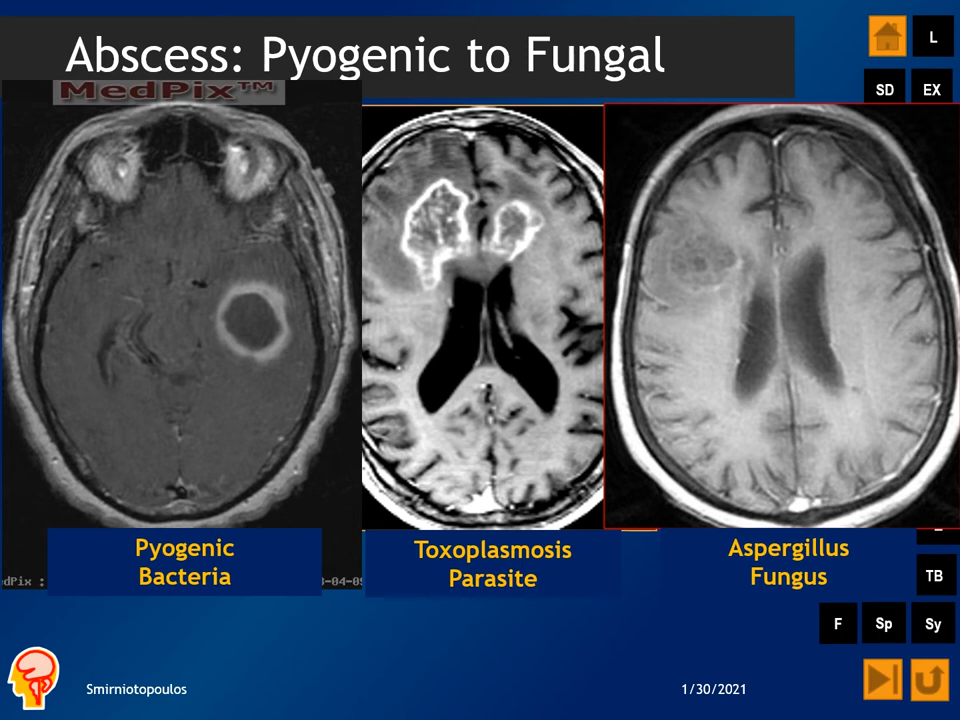 Abscess: Pyogenic to Fungal
L
SD
EX
MedPix™
Pyogenic
Bacteria
Toxoplasmosis
Parasite
Aspergillus
Fungus
TB
F
Sp
Sy
Smirniotopoulos
1/30/2021